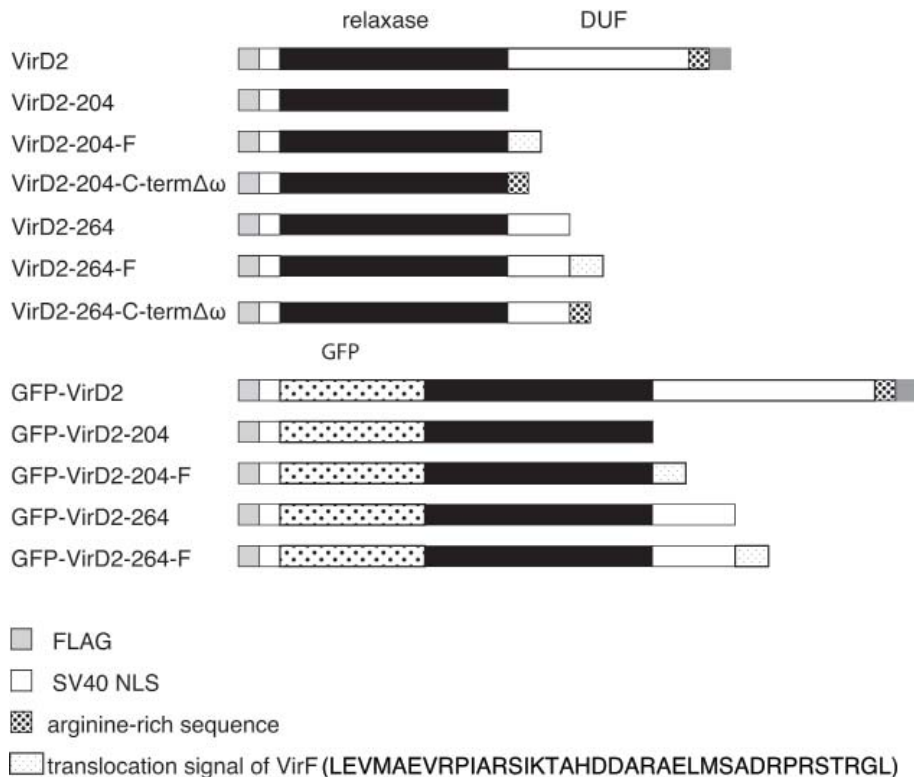 relaxase DUF
VirD2
VirD2-204
VirD2-204-F
VirD2-204-C-termΔω
VirD2-264
VirD2-264-F
VirD2-264-C-termΔω
GFP
GFP-VirD2
GFP-VirD2-204
GFP-VirD2-204-F
GFP-VirD2-264
GFP-VirD2-264-F
FLAG
SV40 NLS
arginine-rich sequence
translocation signal of VirF (LEVMAEVRPIARSIKTAHDDARAELMSADRPRSTRGL)